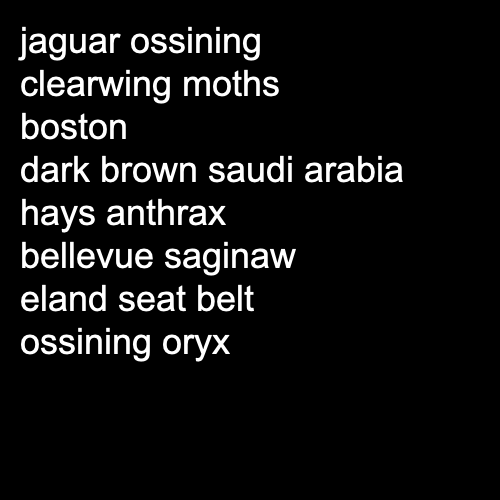 jaguar ossining
clearwing moths
boston
dark brown saudi arabia
hays anthrax
bellevue saginaw
eland seat belt
ossining oryx